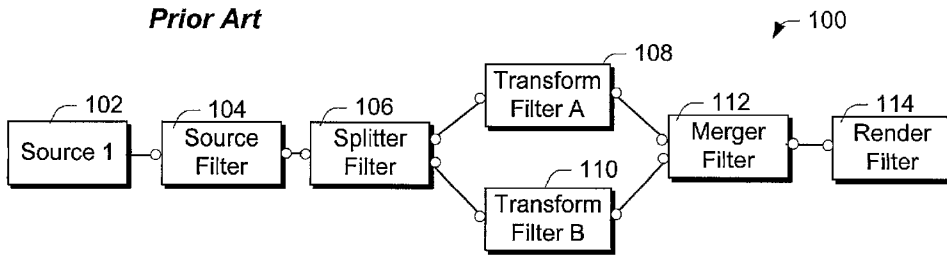 Prior Art
100
102
Source 1
104
Source
Filter
106
Splitter
Filter
108
Transform
Filter A
110
Transform
Filter B
112
Merger
Filter
114
Render
Filter